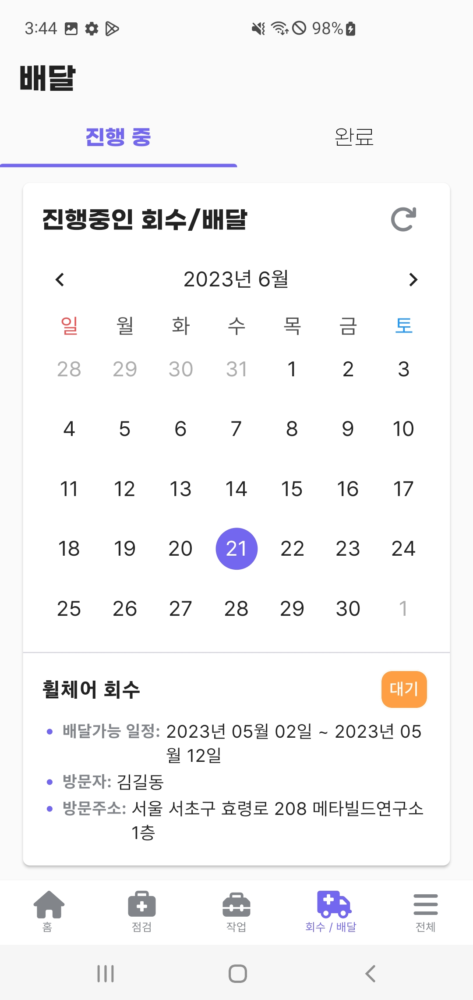 3:44 98%
배달
진행 중 완료
진행중인 회수/배달
2023년 6월
일 월 화 수 목 금 토
28 29 30 31 1 2 3
4 5 6 7 8 9 10
11 12 13 14 15 16 17
18 19 20 21 22 23 24
25 26 27 28 29 30 1
휠체어 회수 대기
배달가능 일정: 2023년 05월 02일 ~ 2023년 05
월 12일
방문자: 김길동
방문주소: 서울 서초구 효령로 208 메타빌드연구소
1층
홈 점검 작업 회수 / 배달 전체